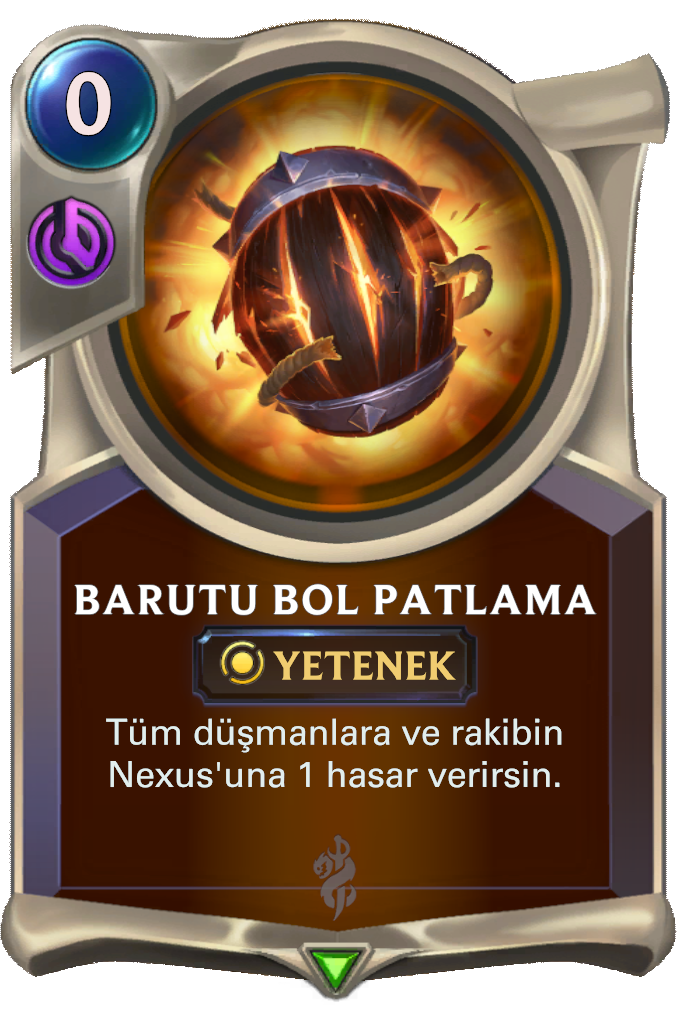 0
BARUTU BOL PATLAMA
YETENEK
Tüm düşmanlara ve rakibin
Nexus'una 1 hasar verirsin.